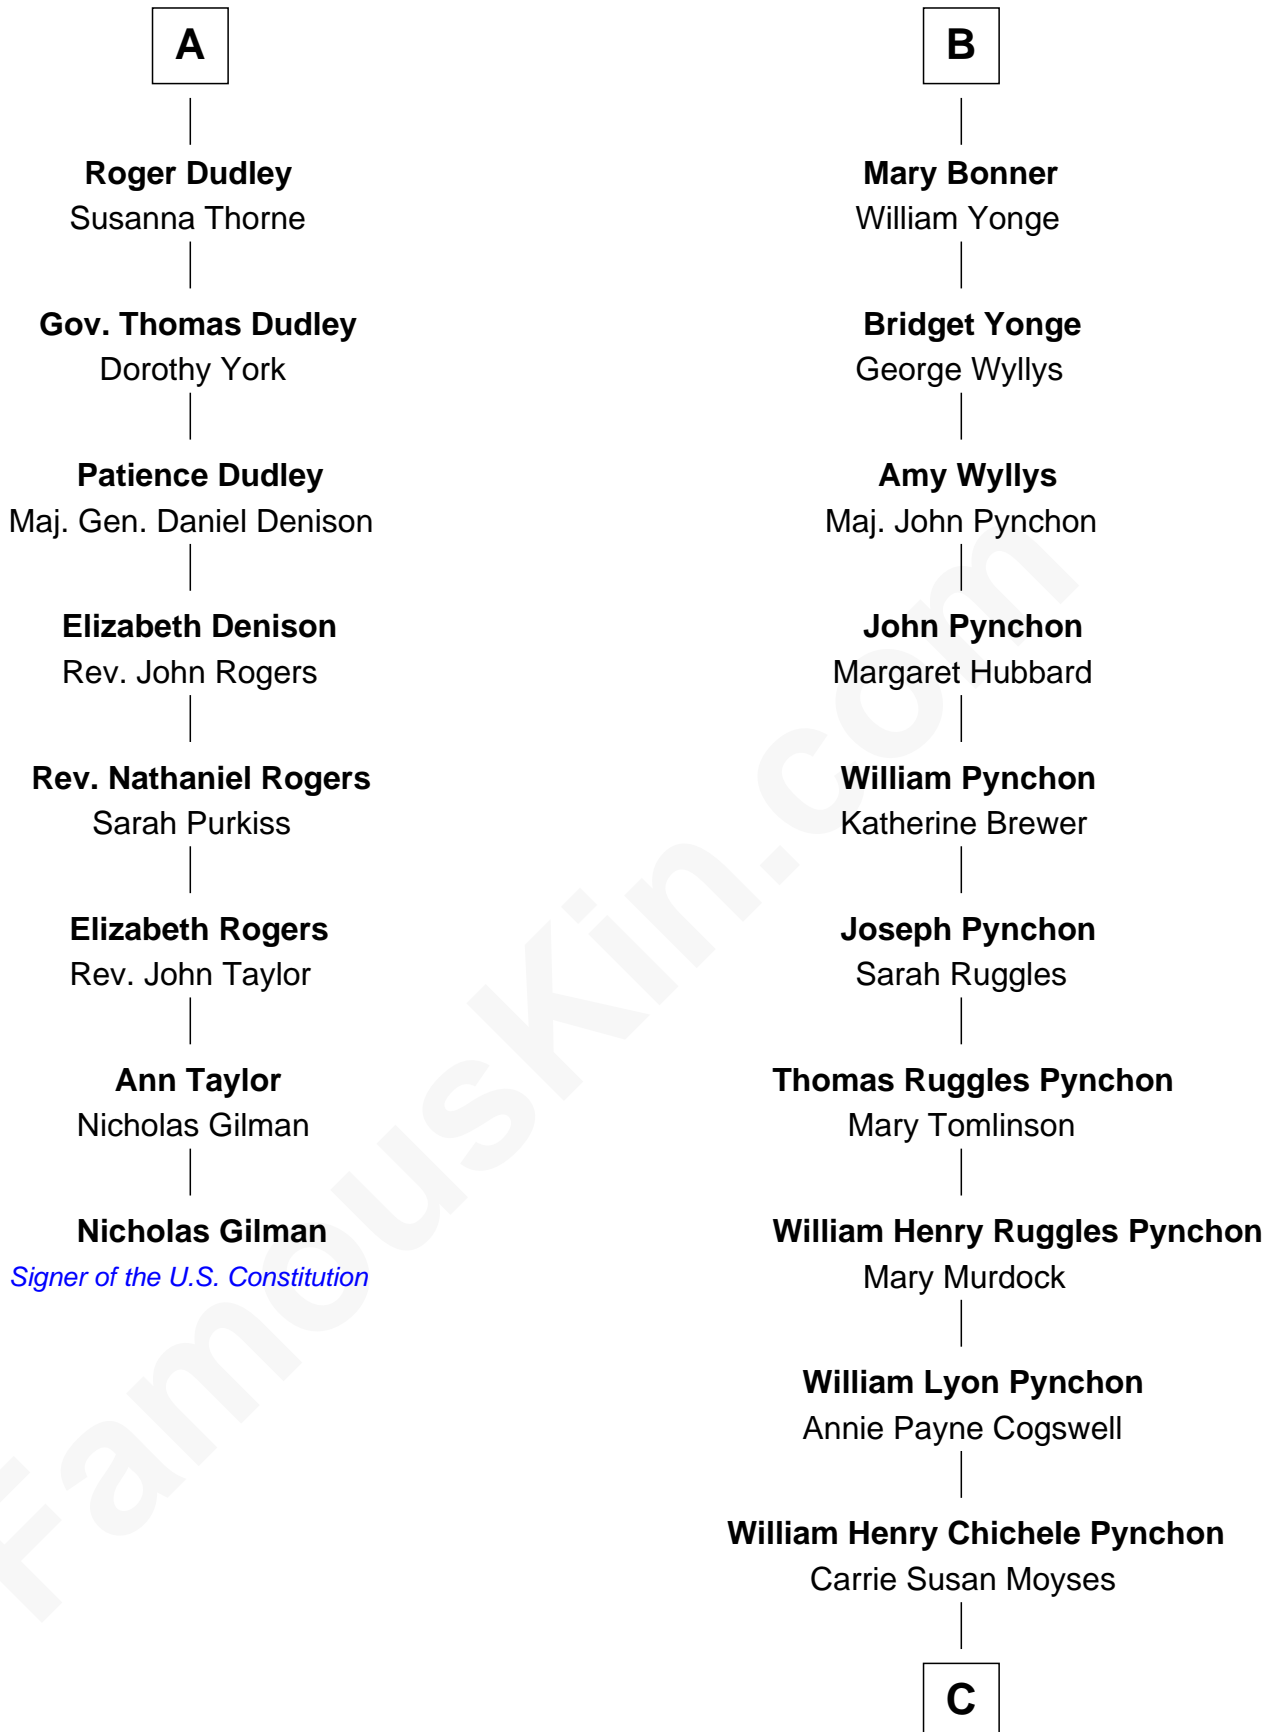 A
Roger Dudley
Susanna Thorne
Gov. Thomas Dudley
Dorothy York
Patience Dudley
Maj. Gen. Daniel Denison
Elizabeth Denison
Rev. John Rogers
Rev. Nathaniel Rogers
Sarah Purkiss
Elizabeth Rogers
Rev. John Taylor
Ann Taylor
Nicholas Gilman
Nicholas Gilman
Signer of the U.S. Constitution
B
Mary Bonner
William Yonge
Bridget Yonge
George Wyllys
Amy Wyllys
Maj. John Pynchon
John Pynchon
Margaret Hubbard
William Pynchon
Katherine Brewer
Joseph Pynchon
Sarah Ruggles
Thomas Ruggles Pynchon
Mary Tomlinson
William Henry Ruggles Pynchon
Mary Murdock
William Lyon Pynchon
Annie Payne Cogswell
William Henry Chichele Pynchon
Carrie Susan Moyses
C
FamousKin.com